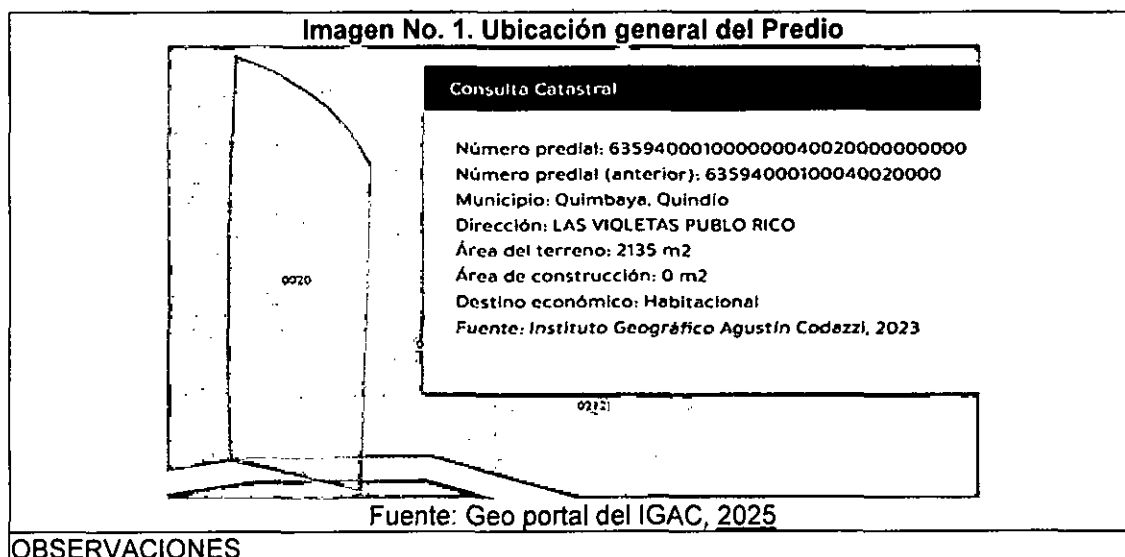 Imagen No. 1. Ubicación general del Predio
Consulta Catastral
Número predial: 635940001000000040020000000000
Número predial (anterior): 63594000100040020000
Municipio: Quimbaya, Quindío
Dirección: LAS VIOLETAS PUBLO RICO
Área del terreno: 2135 m2
Área de construcción: 0 m2
Destino económico: Habitacional
Fuente: Instituto Geográfico Agustín Codazzi, 2023
0020
Fuente: Geo portal del IGAC, 2025
OBSERVACIONES